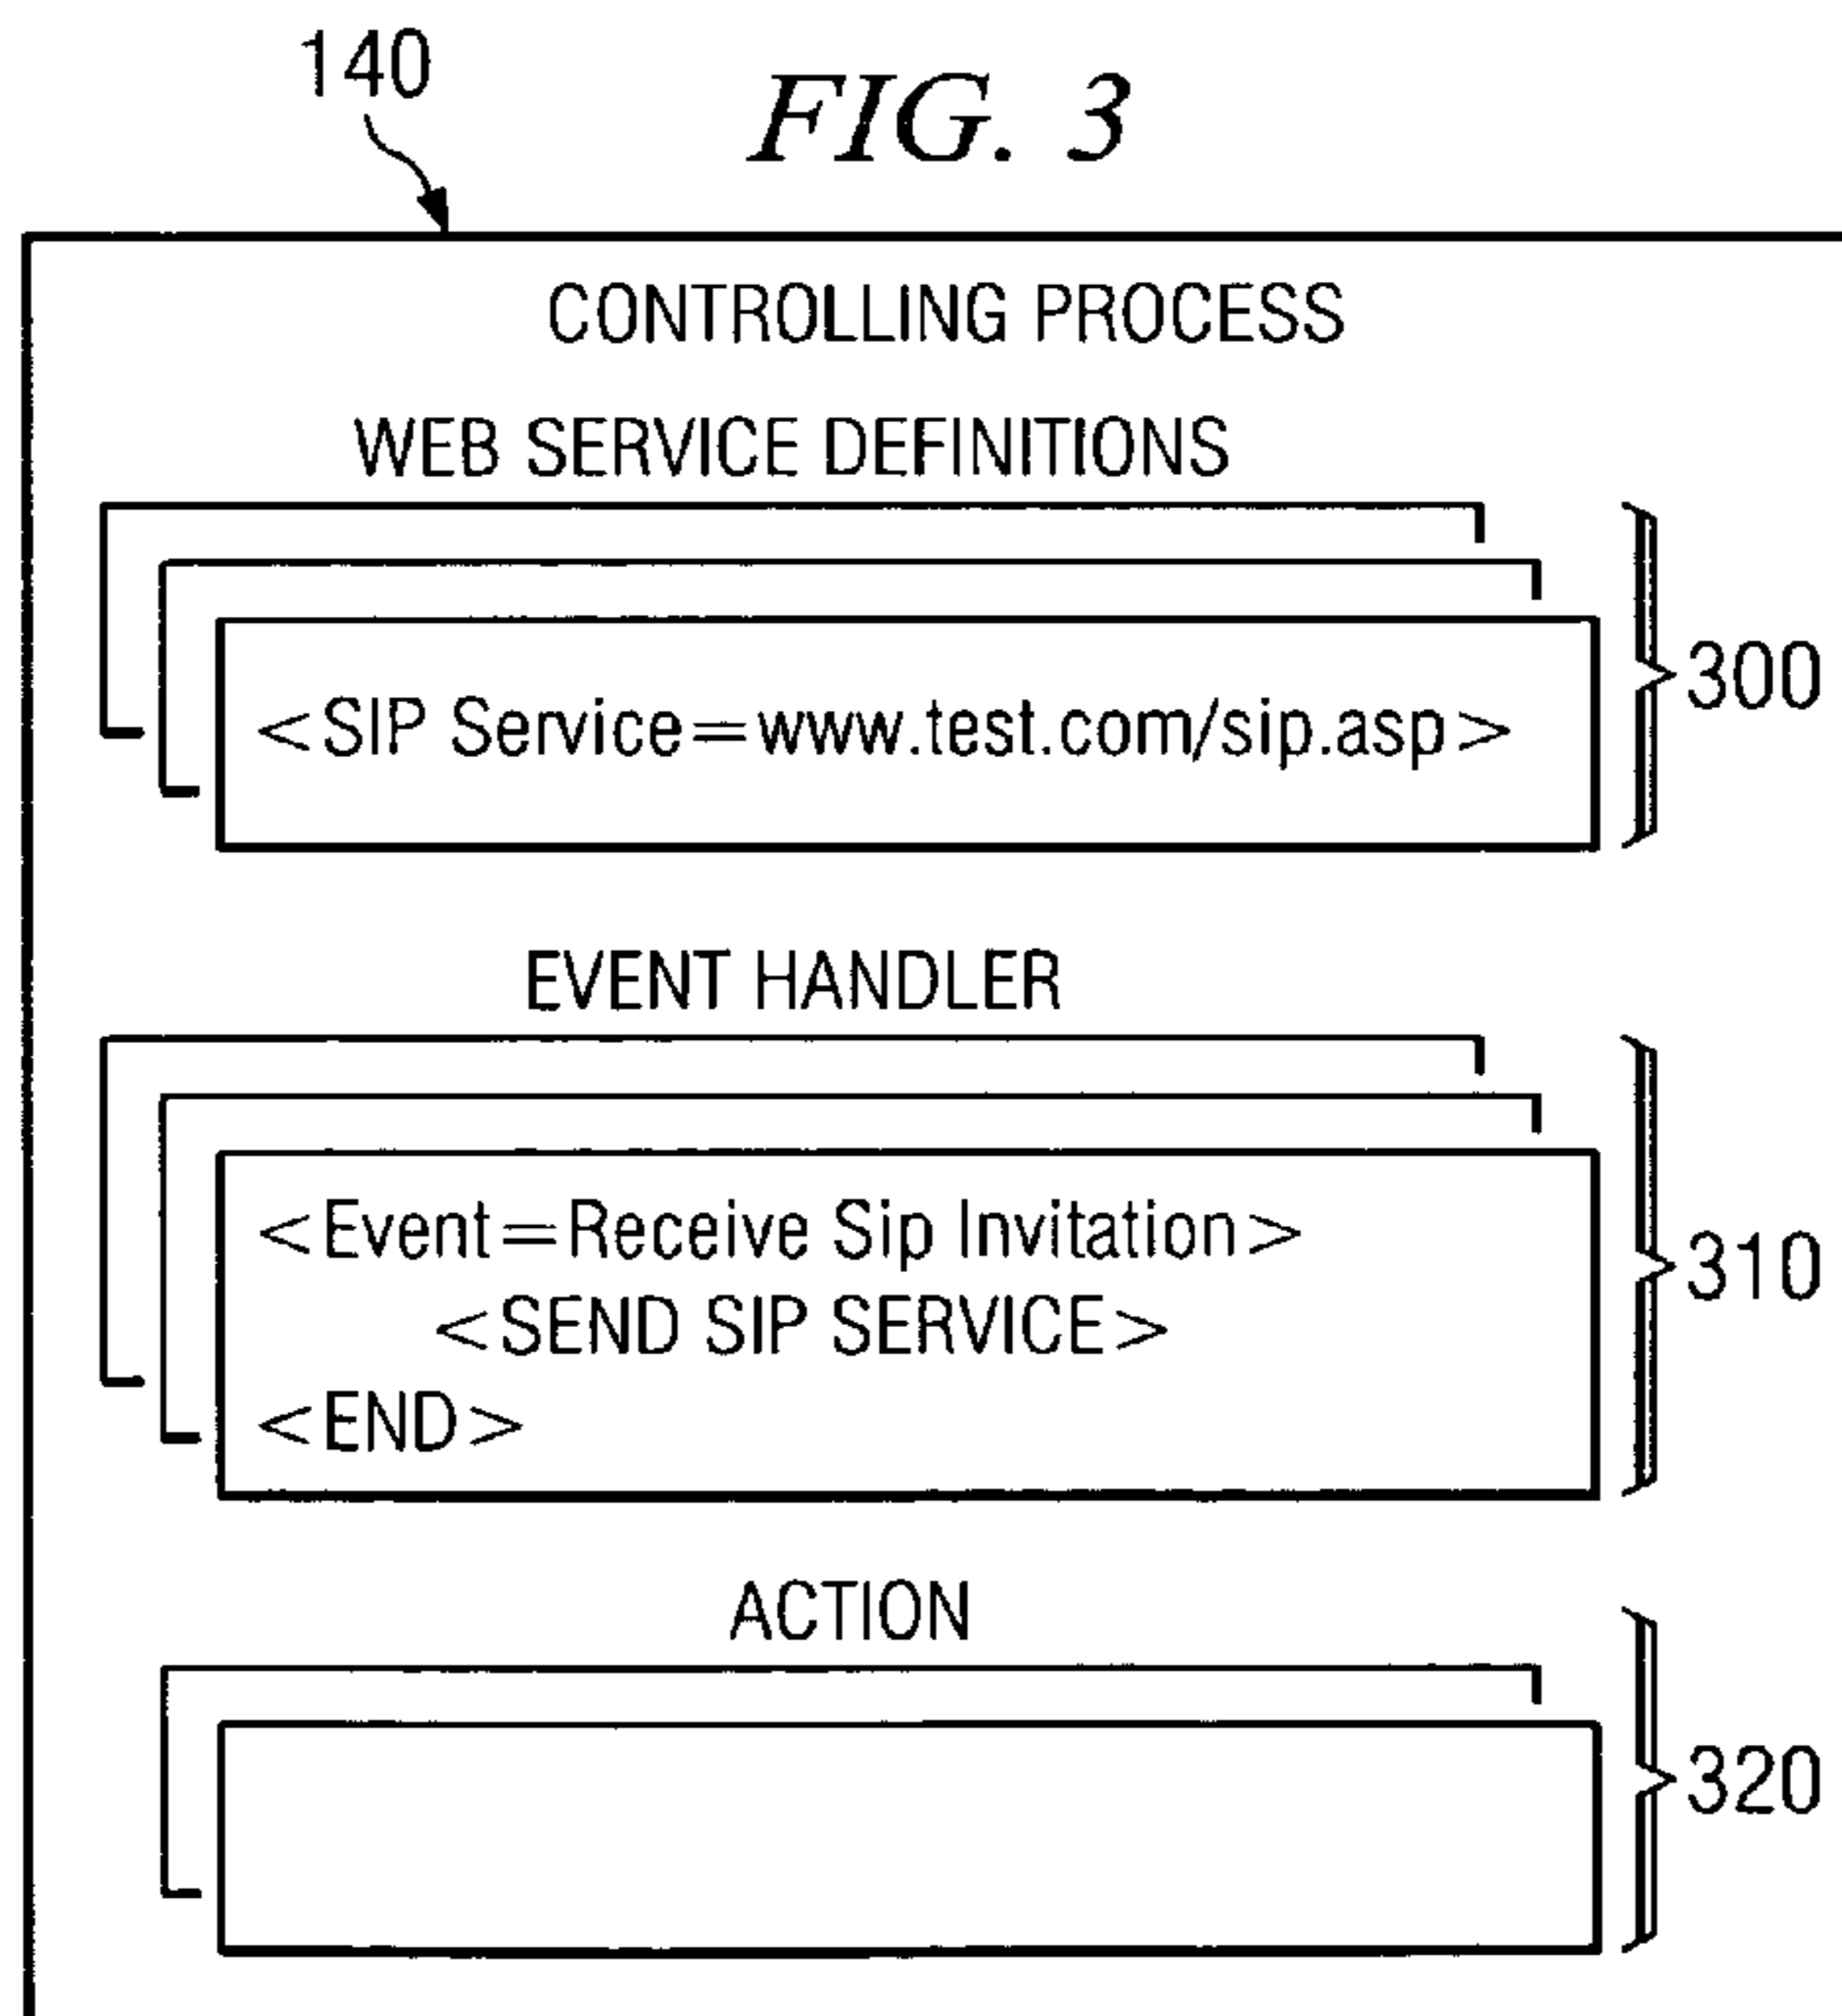 140
FIG. 3
CONTROLLING PROCESS
WEB SERVICE DEFINITIONS
<SIP Service=www.test.com/sip.asp>
300
EVENT HANDLER
<Event=Receive Sip Invitation>
<SEND SIP SERVICE>
<END>
310
ACTION
320